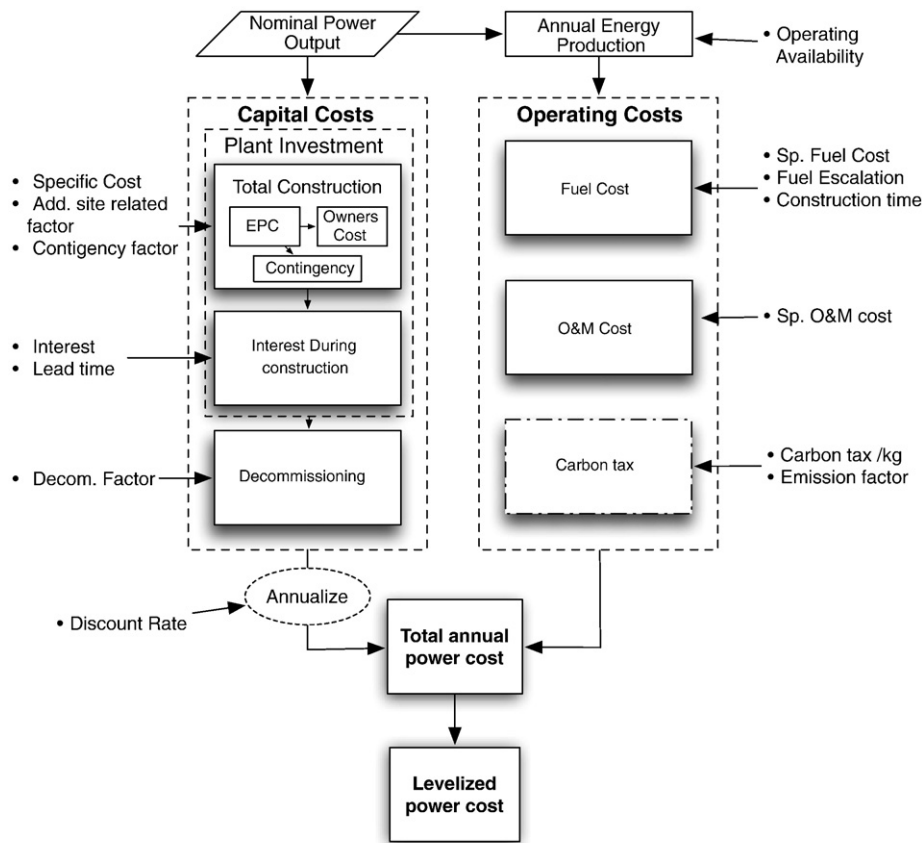 Nominal Power
Output
Annual Energy
Production
• Operating
Availability
Capital Costs
Plant Investment
Total Construction
EPC
Owners
Cost
Contingency
• Specific Cost
• Add. site related
factor
• Contigency factor
Interest During
construction
• Interest
• Lead time
Decommissioning
• Decom. Factor
Operating Costs
Fuel Cost
• Sp. Fuel Cost
• Fuel Escalation
• Construction time
O&M Cost
• Sp. O&M cost
Carbon tax
• Carbon tax /kg
• Emission factor
Annualize
• Discount Rate
Total annual
power cost
Levelized
power cost